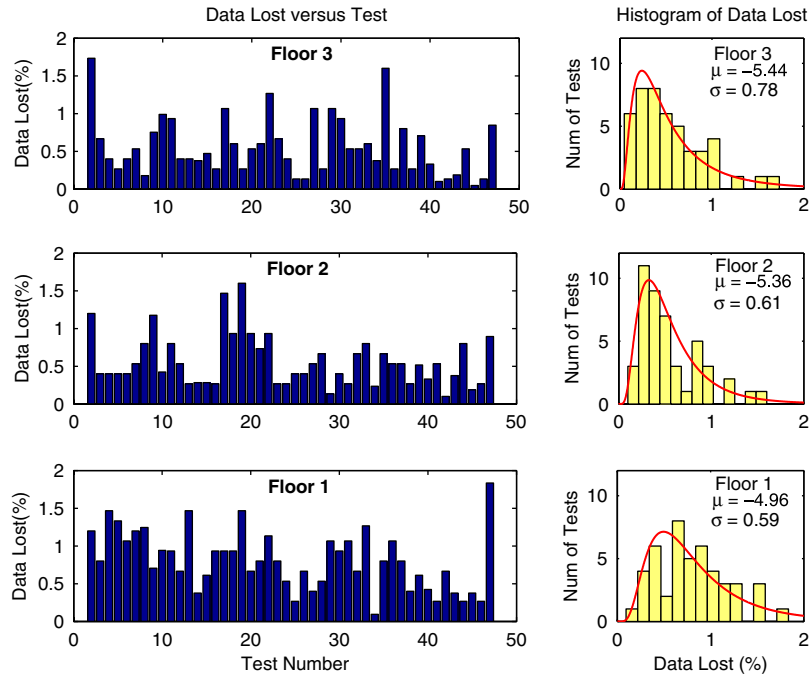 Data Lost versus Test
Histogram of Data Lost
Data Lost(%)
2
1.5
1
0.5
0
Floor 3
0 10 20 30 40 50
Num of Tests
10
5
0
Floor 3
μ = −5.44
σ = 0.78
0 1 2
Data Lost(%)
2
1.5
1
0.5
0
Floor 2
0 10 20 30 40 50
Num of Tests
10
5
0
Floor 2
μ = −5.36
σ = 0.61
0 1 2
Data Lost(%)
2
1.5
1
0.5
0
Floor 1
0 10 20 30 40 50
Test Number
Num of Tests
10
5
0
Floor 1
μ = −4.96
σ = 0.59
0 1 2
Data Lost (%)